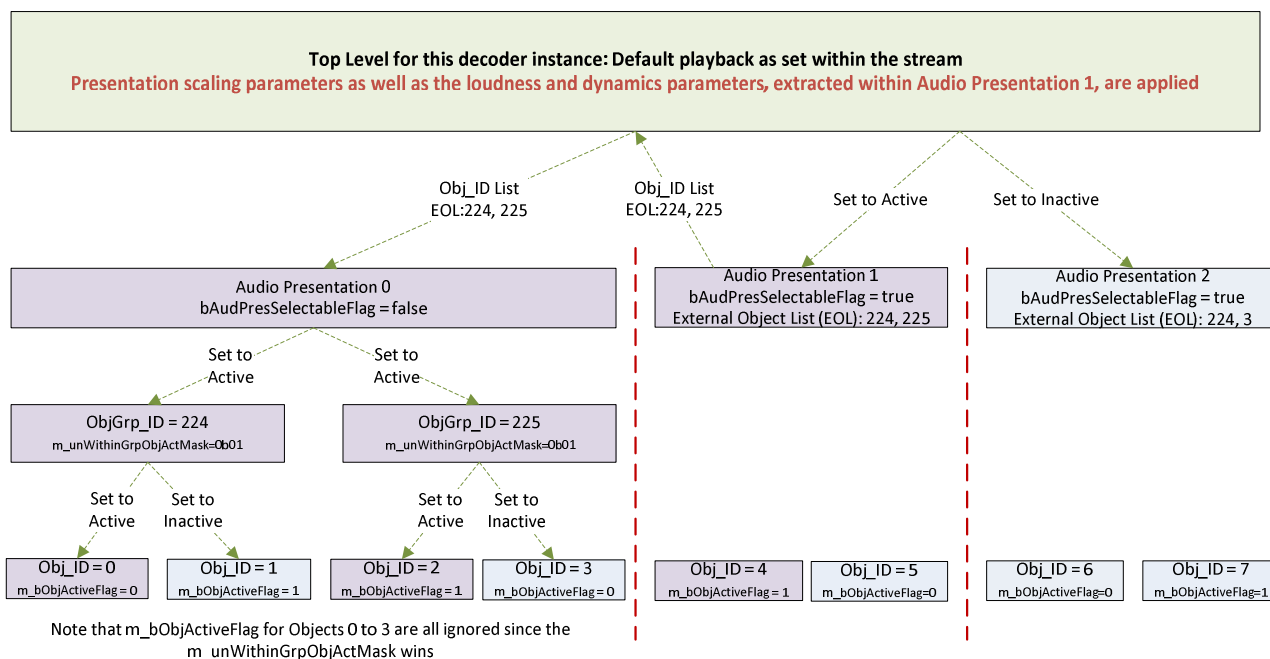 Top Level for this decoder instance: Default playback as set within the stream
Presentation scaling parameters as well as the loudness and dynamics parameters, extracted within Audio Presentation 1, are applied
Obj_ID List
EOL:224, 225
Obj_ID List
EOL:224, 225
Set to Active
Set to Inactive
Audio Presentation 0
bAudPresSelectableFlag = false
Audio Presentation 1
bAudPresSelectableFlag = true
External Object List (EOL): 224, 225
Audio Presentation 2
bAudPresSelectableFlag = true
External Object List (EOL): 224, 3
Set to
Active
Set to
Active
ObjGrp_ID = 224
m_unWithinGrpObjActMask=0b01
ObjGrp_ID = 225
m_unWithinGrpObjActMask=0b01
Set to
Active
Set to
Inactive
Set to
Active
Set to
Inactive
Obj_ID = 0
m_bObjActiveFlag = 0
Obj_ID = 1
m_bObjActiveFlag = 1
Obj_ID = 2
m_bObjActiveFlag = 1
Obj_ID = 3
m_bObjActiveFlag = 0
Obj_ID = 4
m_bObjActiveFlag = 1
Obj_ID = 5
m_bObjActiveFlag=0
Obj_ID = 6
m_bObjActiveFlag=0
Obj_ID = 7
m_bObjActiveFlag=1
Note that m_bObjActiveFlag for Objects 0 to 3 are all ignored since the
m_unWithinGrpObjActMask wins